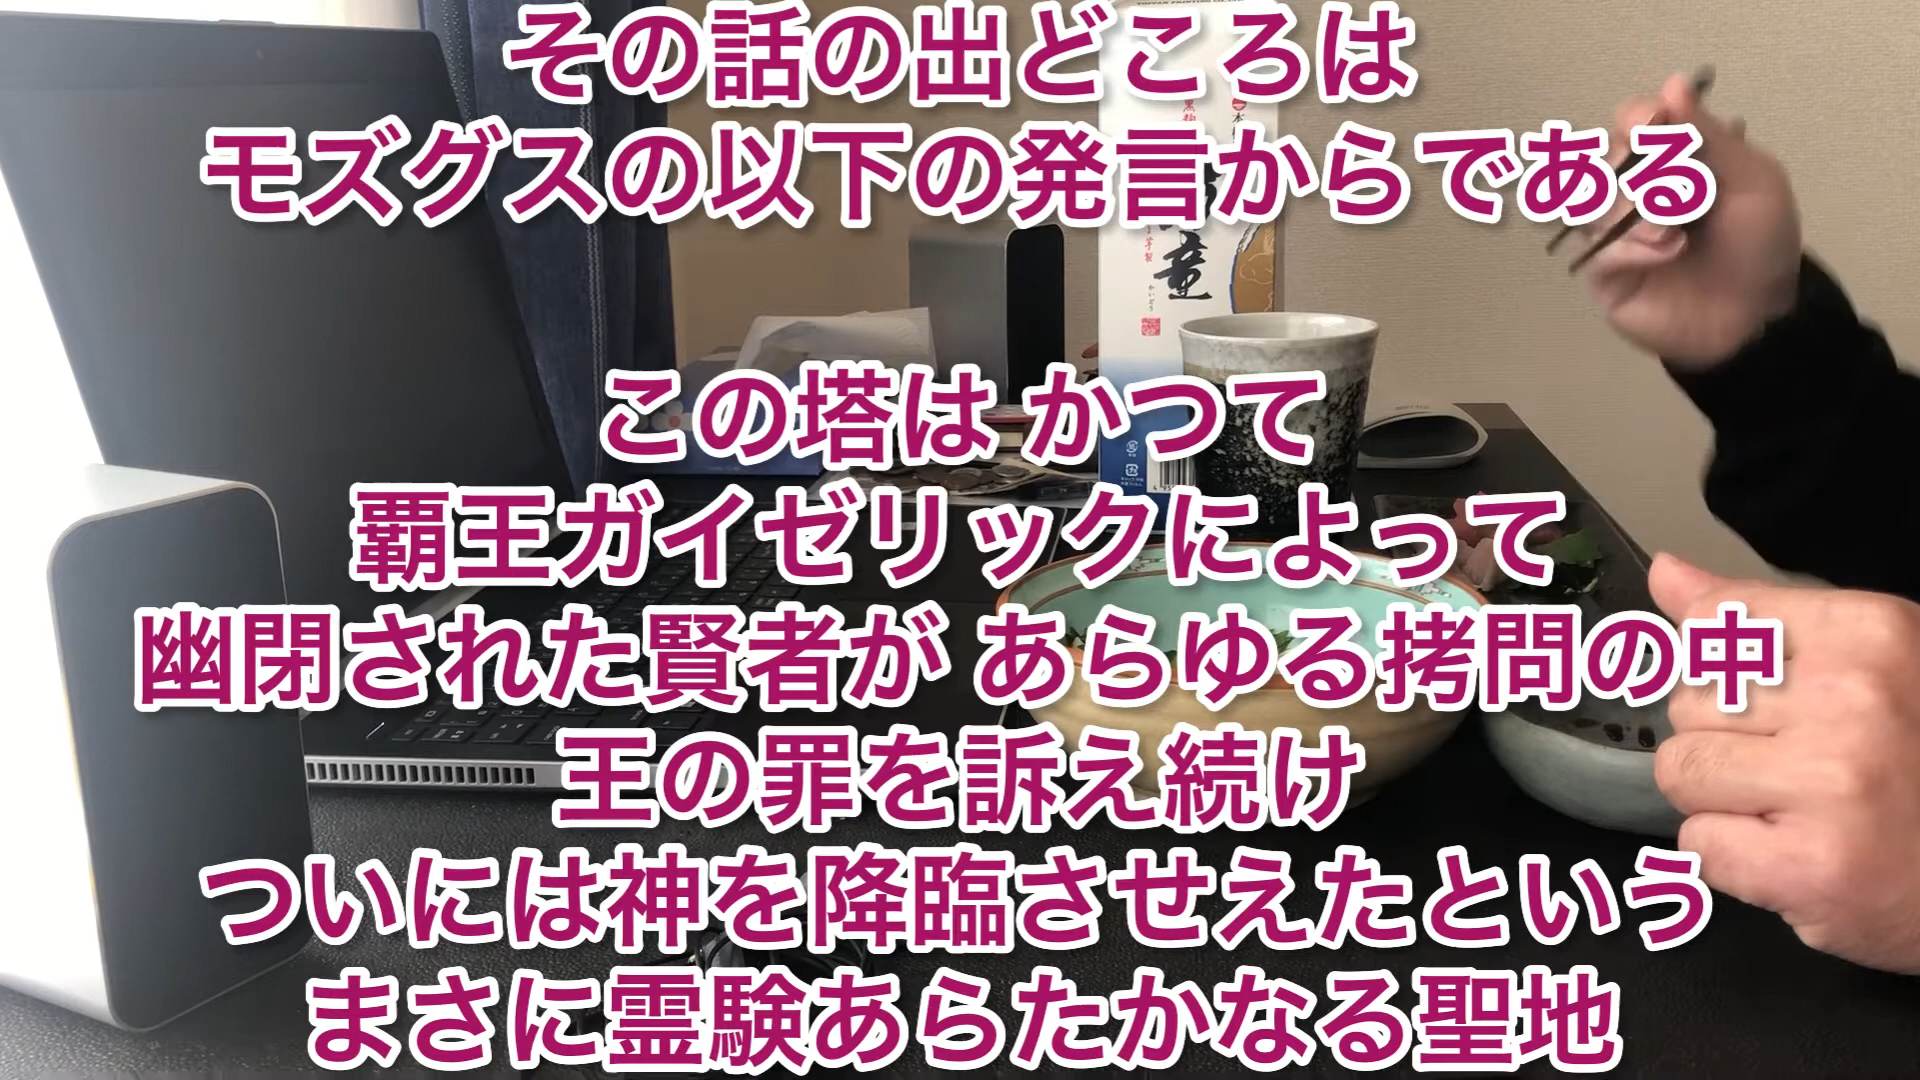 その話の出どころは
モズグスの以下の発言からである
この塔は かつて
覇王ガイゼリックによって
幽閉された賢者が あらゆる拷問の中
王の罪を訴え続け
ついには神を降臨させえたという
まさに霊験あらたかなる聖地
童
かいどう